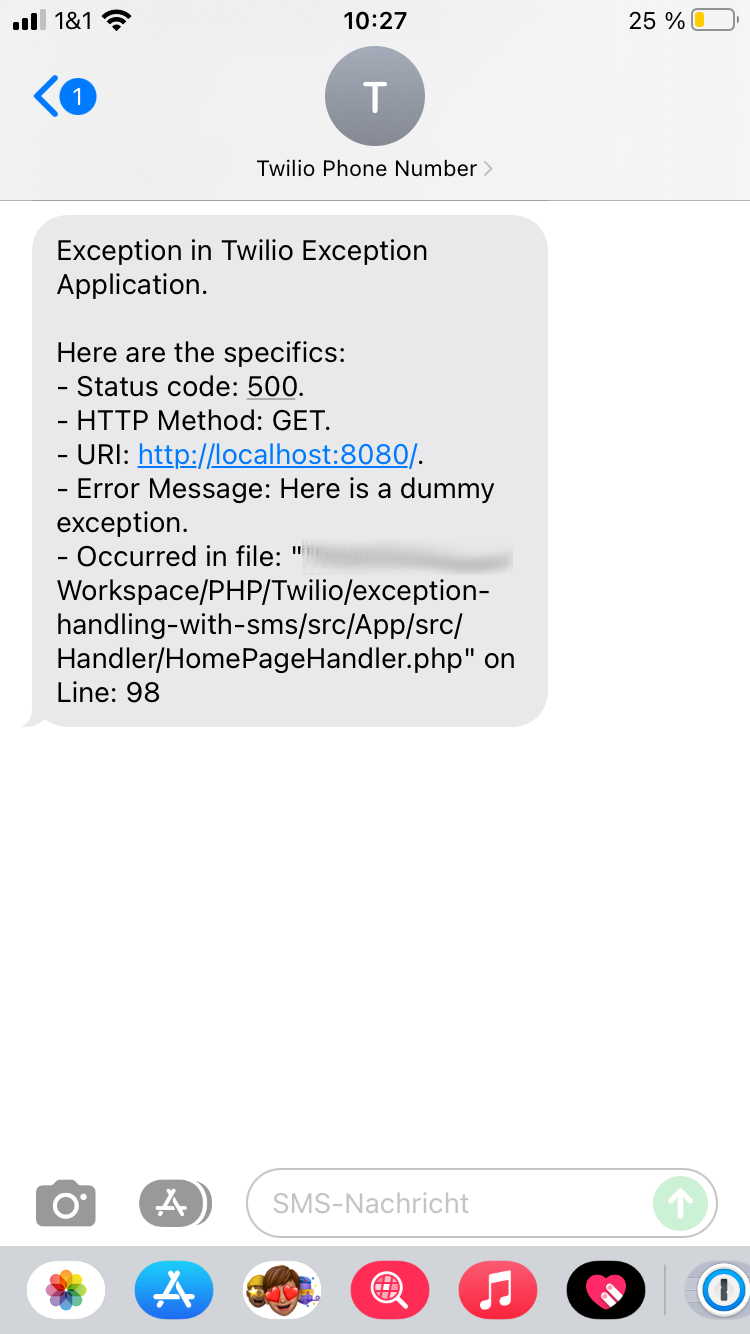 1&1
10:27
25 %
1
T
Twilio Phone Number
Exception in Twilio Exception
Application.
Here are the specifics:
- Status code: 500.
- HTTP Method: GET.
- URI: http://localhost:8080/.
- Error Message: Here is a dummy
exception.
- Occurred in file: "
Workspace/PHP/Twilio/exception-
handling-with-sms/src/App/src/
Handler/HomePageHandler.php" on
Line: 98
SMS-Nachricht